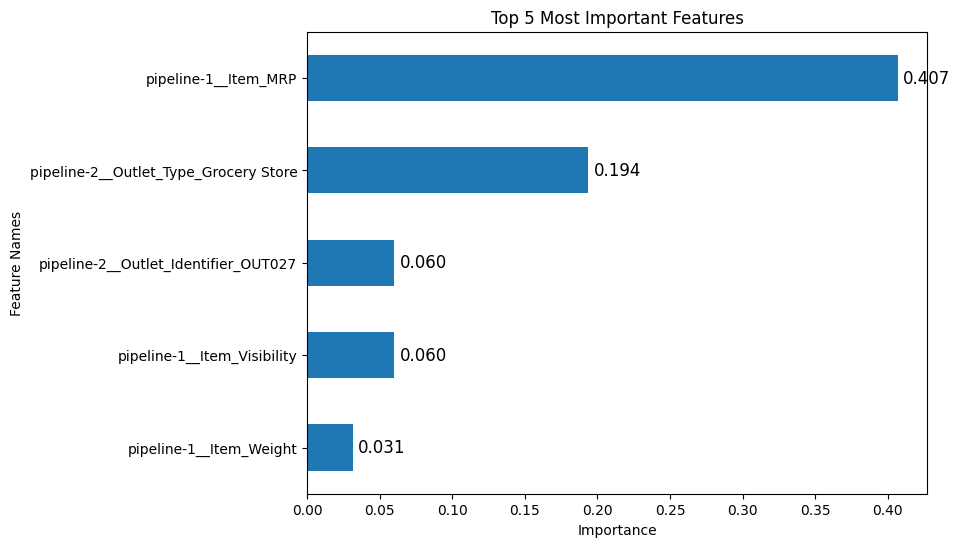 Top 5 Most Important Features
Feature Names
pipeline-1__Item_MRP
0.407
pipeline-2__Outlet_Type_Grocery Store
0.194
pipeline-2__Outlet_Identifier_OUT027
0.060
pipeline-1__Item_Visibility
0.060
pipeline-1__Item_Weight
0.031
0.00 0.05 0.10 0.15 0.20 0.25 0.30 0.35 0.40
Importance